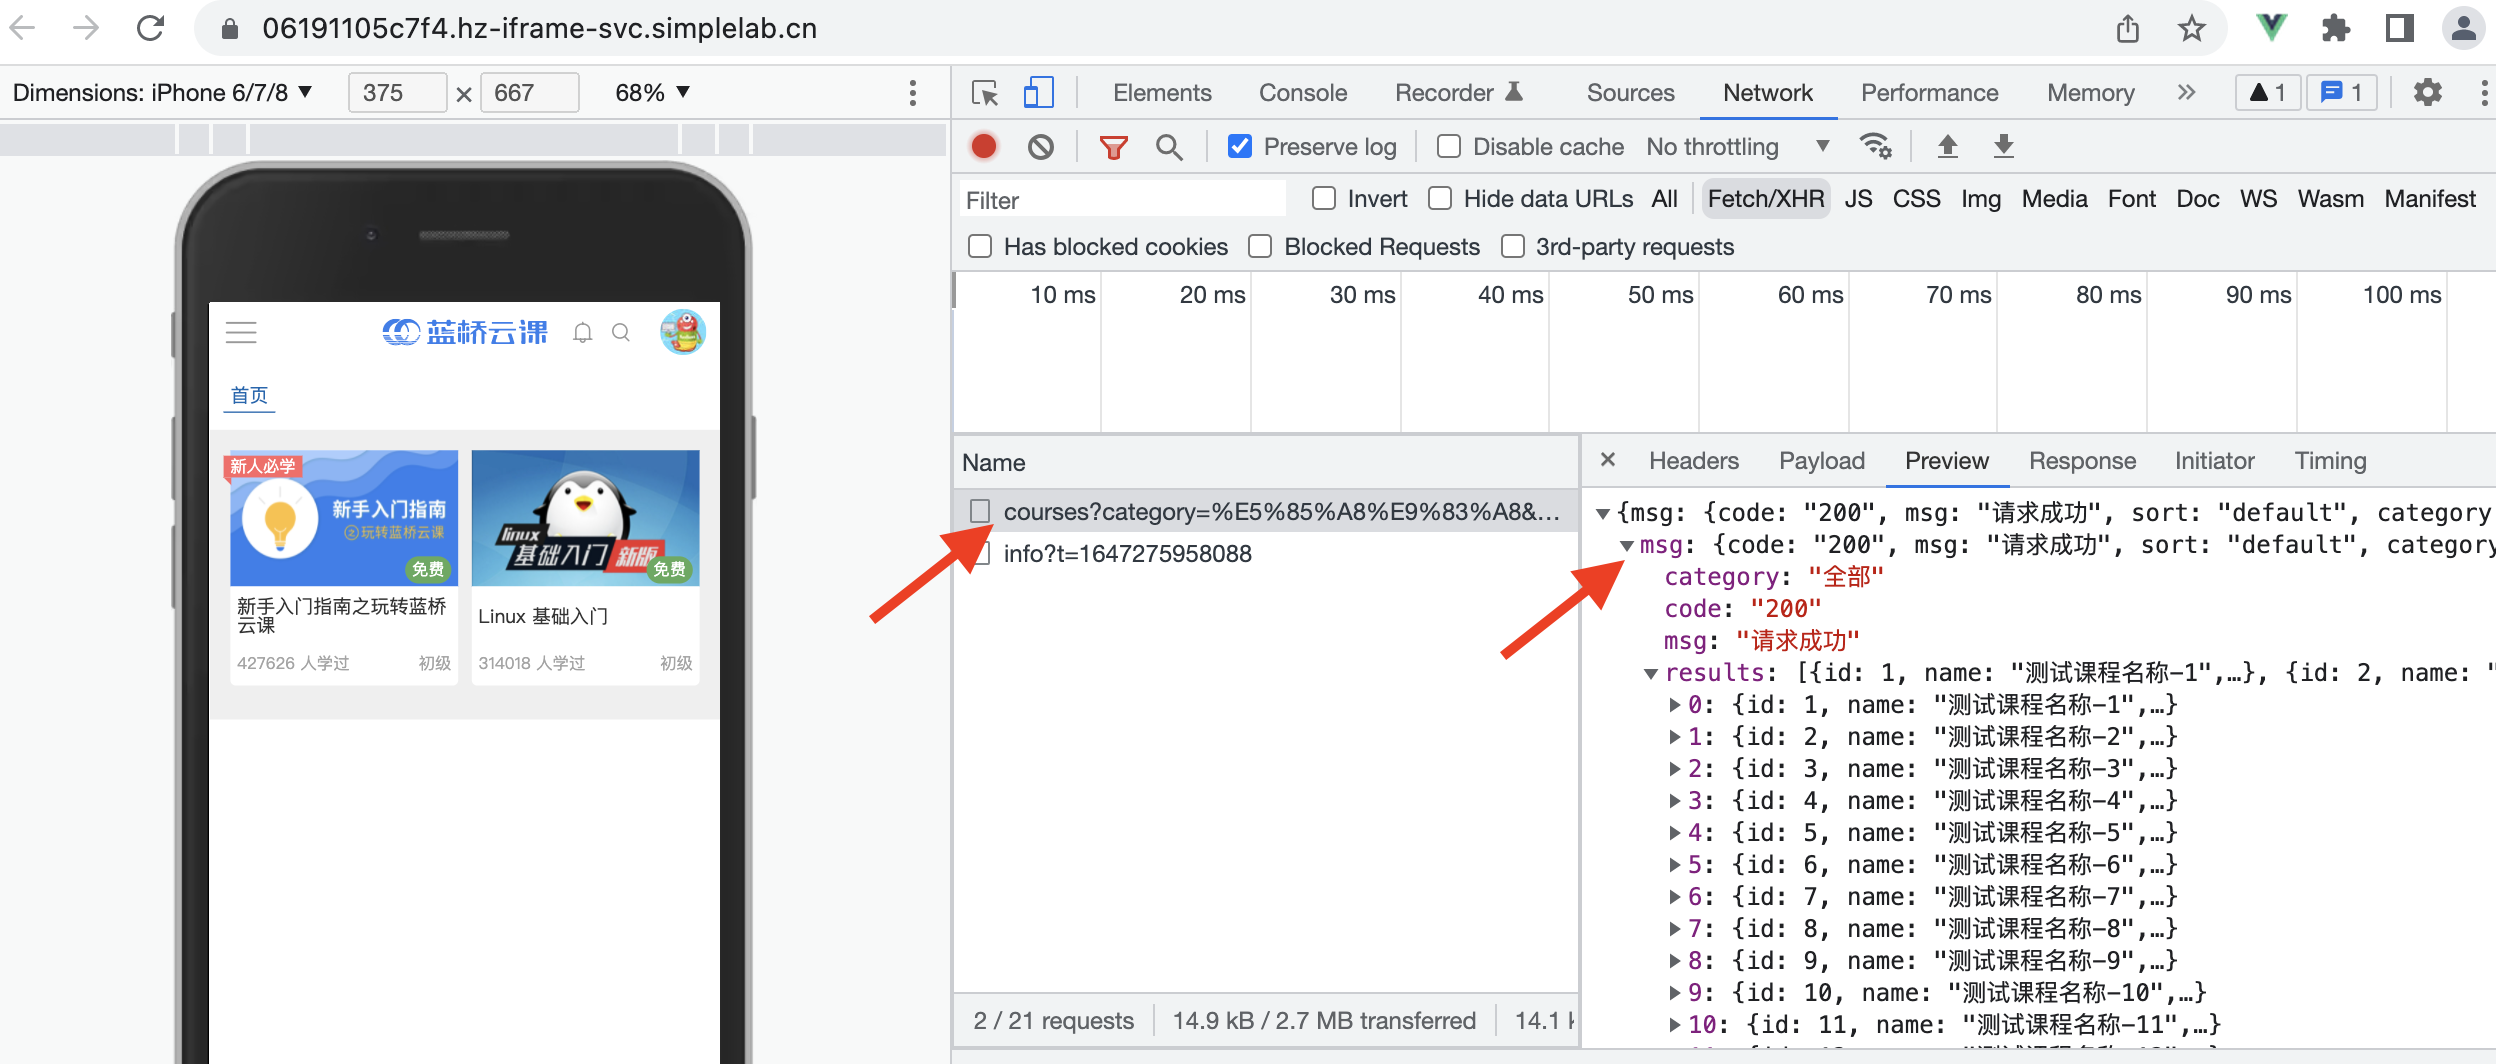 06191105c7f4.hz-iframe-svc.simplelab.cn
Dimensions: iPhone 6/7/8 ▼ 375 × 667 68% ▼
Elements Console Recorder Sources Network Performance Memory » 1 1
Preserve log Disable cache No throttling ▼
Filter Invert Hide data URLs All Fetch/XHR JS CSS Img Media Font Doc WS Wasm Manifest
Has blocked cookies Blocked Requests 3rd-party requests
10 ms 20 ms 30 ms 40 ms 50 ms 60 ms 70 ms 80 ms 90 ms 100 ms
蓝桥云课
首页
新人必学
新手入门指南
之玩转蓝桥云课
免费
新手入门指南之玩转蓝桥
云课
427626 人学过 初级
linux
基础入门 新版
免费
Linux 基础入门
314018 人学过 初级
Name
courses?category=%E5%85%A8%E9%83%A8&...
info?t=1647275958088
2 / 21 requests 14.9 kB / 2.7 MB transferred 14.1
× Headers Payload Preview Response Initiator Timing
▼{msg: {code: "200", msg: "请求成功", sort: "default", category
▼msg: {code: "200", msg: "请求成功", sort: "default", category
category: "全部"
code: "200"
msg: "请求成功"
▼results: [{id: 1, name: "测试课程名称-1",…}, {id: 2, name: "
▶0: {id: 1, name: "测试课程名称-1",…}
▶1: {id: 2, name: "测试课程名称-2",…}
▶2: {id: 3, name: "测试课程名称-3",…}
▶3: {id: 4, name: "测试课程名称-4",…}
▶4: {id: 5, name: "测试课程名称-5",…}
▶5: {id: 6, name: "测试课程名称-6",…}
▶6: {id: 7, name: "测试课程名称-7",…}
▶7: {id: 8, name: "测试课程名称-8",…}
▶8: {id: 9, name: "测试课程名称-9",…}
▶9: {id: 10, name: "测试课程名称-10",…}
▶10: {id: 11, name: "测试课程名称-11",…}